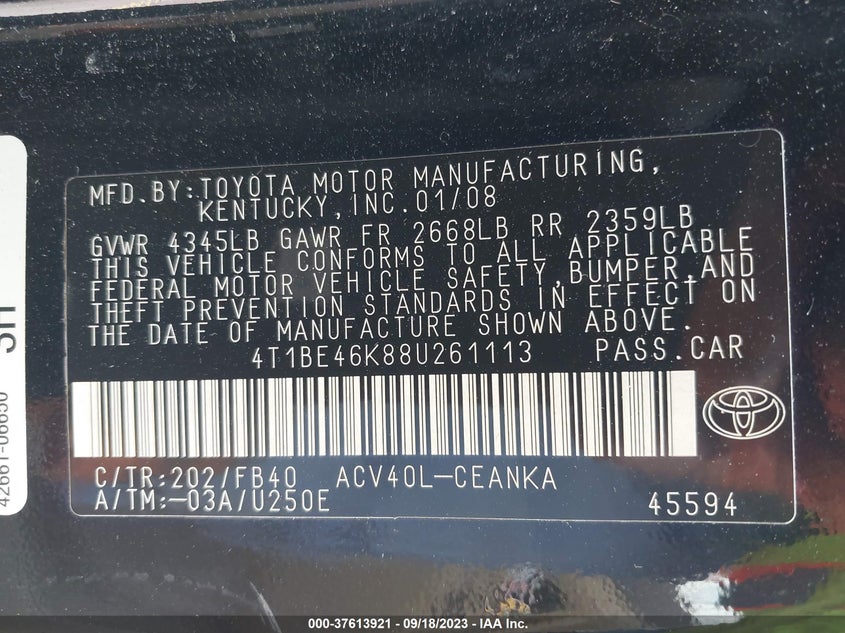 MFD.BY:TOYOTA MOTOR MANUFACTURING,
KENTUCKY,INC.01/08
GVWR 4345LB GAWR FR 2668LB RR 2359LB
THIS VEHICLE CONFORMS TO ALL APPLICABLE
FEDERAL MOTOR VEHICLE SAFETY,BUMPER,AND
THEFT PREVENTION STANDARDS IN EFFECT ON
THE DATE OF MANUFACTURE SHOWN ABOVE.
4T1BE46K88U261113 PASS.CAR
C/TR:202/FB40 ACV40L-CEANKA
A/TM:-03A/U250E 45594
42661-06650
000-37613921 - 09/18/2023 - IAA Inc.